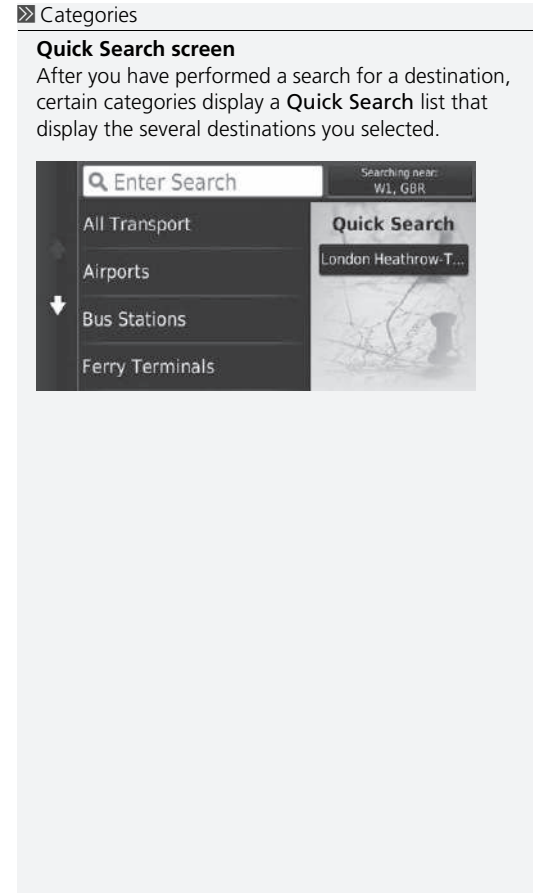 Categories
Quick Search screen
After you have performed a search for a destination,
certain categories display a Quick Search list that
display the several destinations you selected.
Enter Search
Searching near:
W1, GBR
All Transport
Airports
Bus Stations
Ferry Terminals
Quick Search
London Heathrow-T...